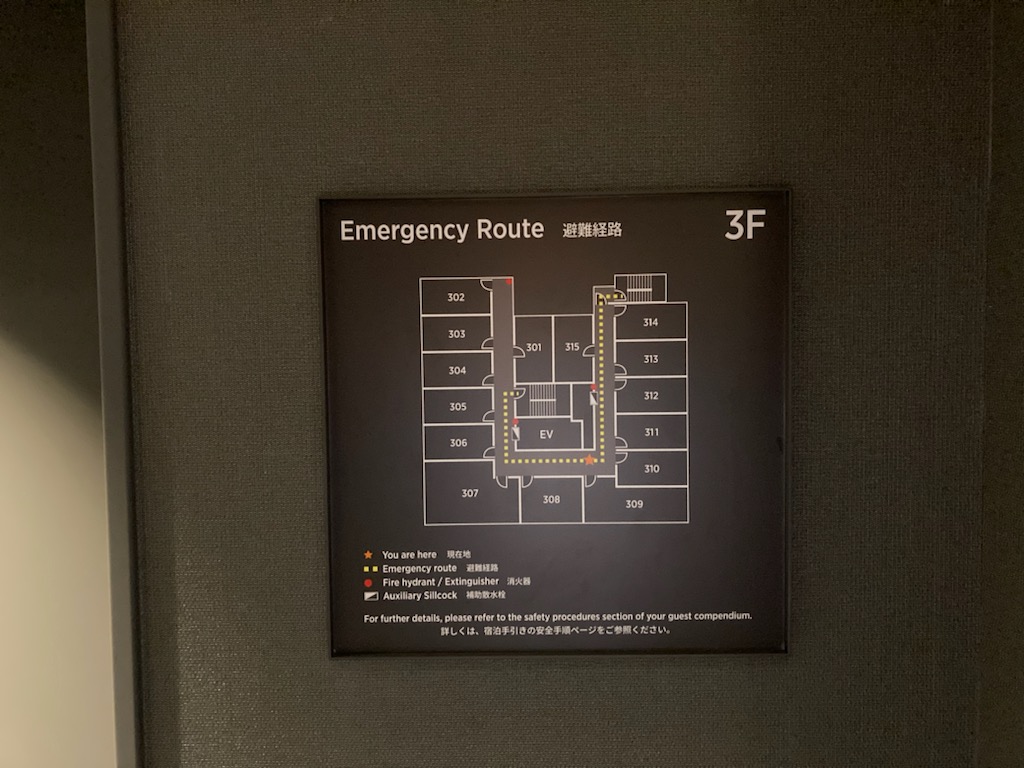 Emergency Route 避難経路 3F
302
303
304
305
306
307
301
315
EV
308
314
313
312
311
310
309
You are here 現在地
Emergency route 避難経路
Fire hydrant / Extinguisher 消火器
Auxiliary Sillcock 補助散水栓
For further details, please refer to the safety procedures section of your guest compendium.
詳しくは、宿泊手引きの安全手順ページをご参照ください。